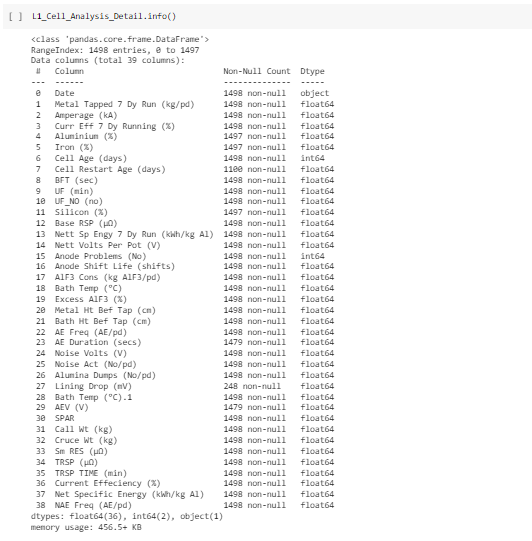 [ ] L1_Cell_Analysis_Detail.info()
<class 'pandas.core.frame.DataFrame'>
RangeIndex: 1498 entries, 0 to 1497
Data columns (total 39 columns):
# Column Non-Null Count Dtype
--- ------ -------------- -----
0 Date 1498 non-null object
1 Metal Tapped 7 Dy Run (kg/pd) 1498 non-null float64
2 Amperage (kA) 1498 non-null float64
3 Curr Eff 7 Dy Running (%) 1498 non-null float64
4 Aluminium (%) 1497 non-null float64
5 Iron (%) 1497 non-null float64
6 Cell Age (days) 1498 non-null int64
7 Cell Restart Age (days) 1100 non-null float64
8 BFT (sec) 1498 non-null float64
9 UF (min) 1498 non-null float64
10 UF_NO (no) 1498 non-null float64
11 Silicon (%) 1497 non-null float64
12 Base RSP (μΩ) 1498 non-null float64
13 Nett Sp Engy 7 Dy Run (kWh/kg Al) 1498 non-null float64
14 Nett Volts Per Pot (V) 1498 non-null float64
15 Anode Problems (No) 1498 non-null int64
16 Anode Shift Life (shifts) 1498 non-null float64
17 AlF3 Cons (kg AlF3/pd) 1498 non-null float64
18 Bath Temp (°C) 1498 non-null float64
19 Excess AlF3 (%) 1498 non-null float64
20 Metal Ht Bef Tap (cm) 1498 non-null float64
21 Bath Ht Bef Tap (cm) 1498 non-null float64
22 AE Freq (AE/pd) 1498 non-null float64
23 AE Duration (secs) 1479 non-null float64
24 Noise Volts (V) 1498 non-null float64
25 Noise Act (No/pd) 1498 non-null float64
26 Alumina Dumps (No/pd) 1498 non-null float64
27 Lining Drop (mV) 248 non-null float64
28 Bath Temp (°C).1 1498 non-null float64
29 AEV (V) 1479 non-null float64
30 SPAR 1498 non-null float64
31 Call Wt (kg) 1498 non-null float64
32 Cruce Wt (kg) 1498 non-null float64
33 Sm RES (μΩ) 1498 non-null float64
34 TRSP (μΩ) 1498 non-null float64
35 TRSP TIME (min) 1498 non-null float64
36 Current Effeciency (%) 1498 non-null float64
37 Net Specific Energy (kWh/kg Al) 1498 non-null float64
38 NAE Freq (AE/pd) 1498 non-null float64
dtypes: float64(36), int64(2), object(1)
memory usage: 456.5+ KB